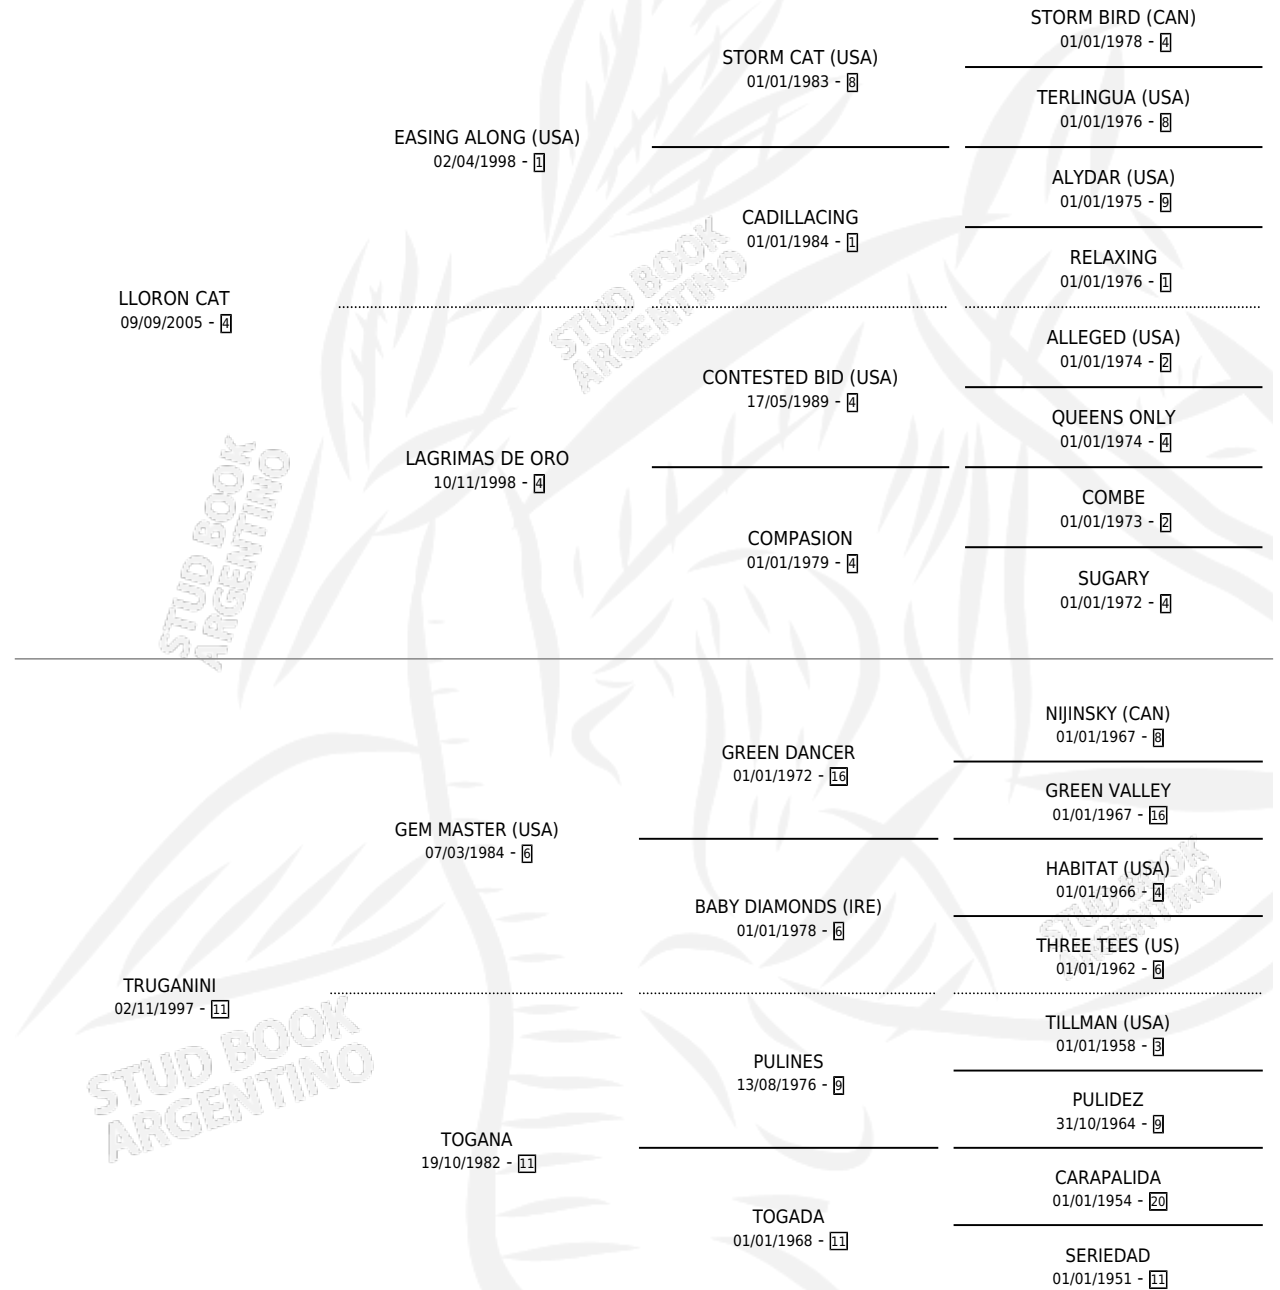 STORM BIRD (CAN)
01/01/1978 - 4
STORM CAT (USA)
01/01/1983 - 8
TERLINGUA (USA)
01/01/1976 - 8
EASING ALONG (USA)
02/04/1998 - 1
ALYDAR (USA)
01/01/1975 - 9
CADILLACING
01/01/1984 - 1
RELAXING
01/01/1976 - 1
LLORON CAT
09/09/2005 - 4
ALLEGED (USA)
01/01/1974 - 2
CONTESTED BID (USA)
17/05/1989 - 4
QUEENS ONLY
01/01/1974 - 4
LAGRIMAS DE ORO
10/11/1998 - 4
COMBE
01/01/1973 - 2
COMPASION
01/01/1979 - 4
SUGARY
01/01/1972 - 4
NIJINSKY (CAN)
01/01/1967 - 8
GREEN DANCER
01/01/1972 - 16
GREEN VALLEY
01/01/1967 - 16
GEM MASTER (USA)
07/03/1984 - 6
HABITAT (USA)
01/01/1966 - 4
BABY DIAMONDS (IRE)
01/01/1978 - 6
THREE TEES (US)
01/01/1962 - 6
TRUGANINI
02/11/1997 - 11
TILLMAN (USA)
01/01/1958 - 3
PULINES
13/08/1976 - 9
PULIDEZ
31/10/1964 - 9
TOGANA
19/10/1982 - 11
CARAPALIDA
01/01/1954 - 20
TOGADA
01/01/1968 - 11
SERIEDAD
01/01/1951 - 11
STUD BOOK
ARGENTINO
STUD BOOK
ARGENTINO
STUD BOOK
ARGENTINO
STUD BOOK
ARGENTINO